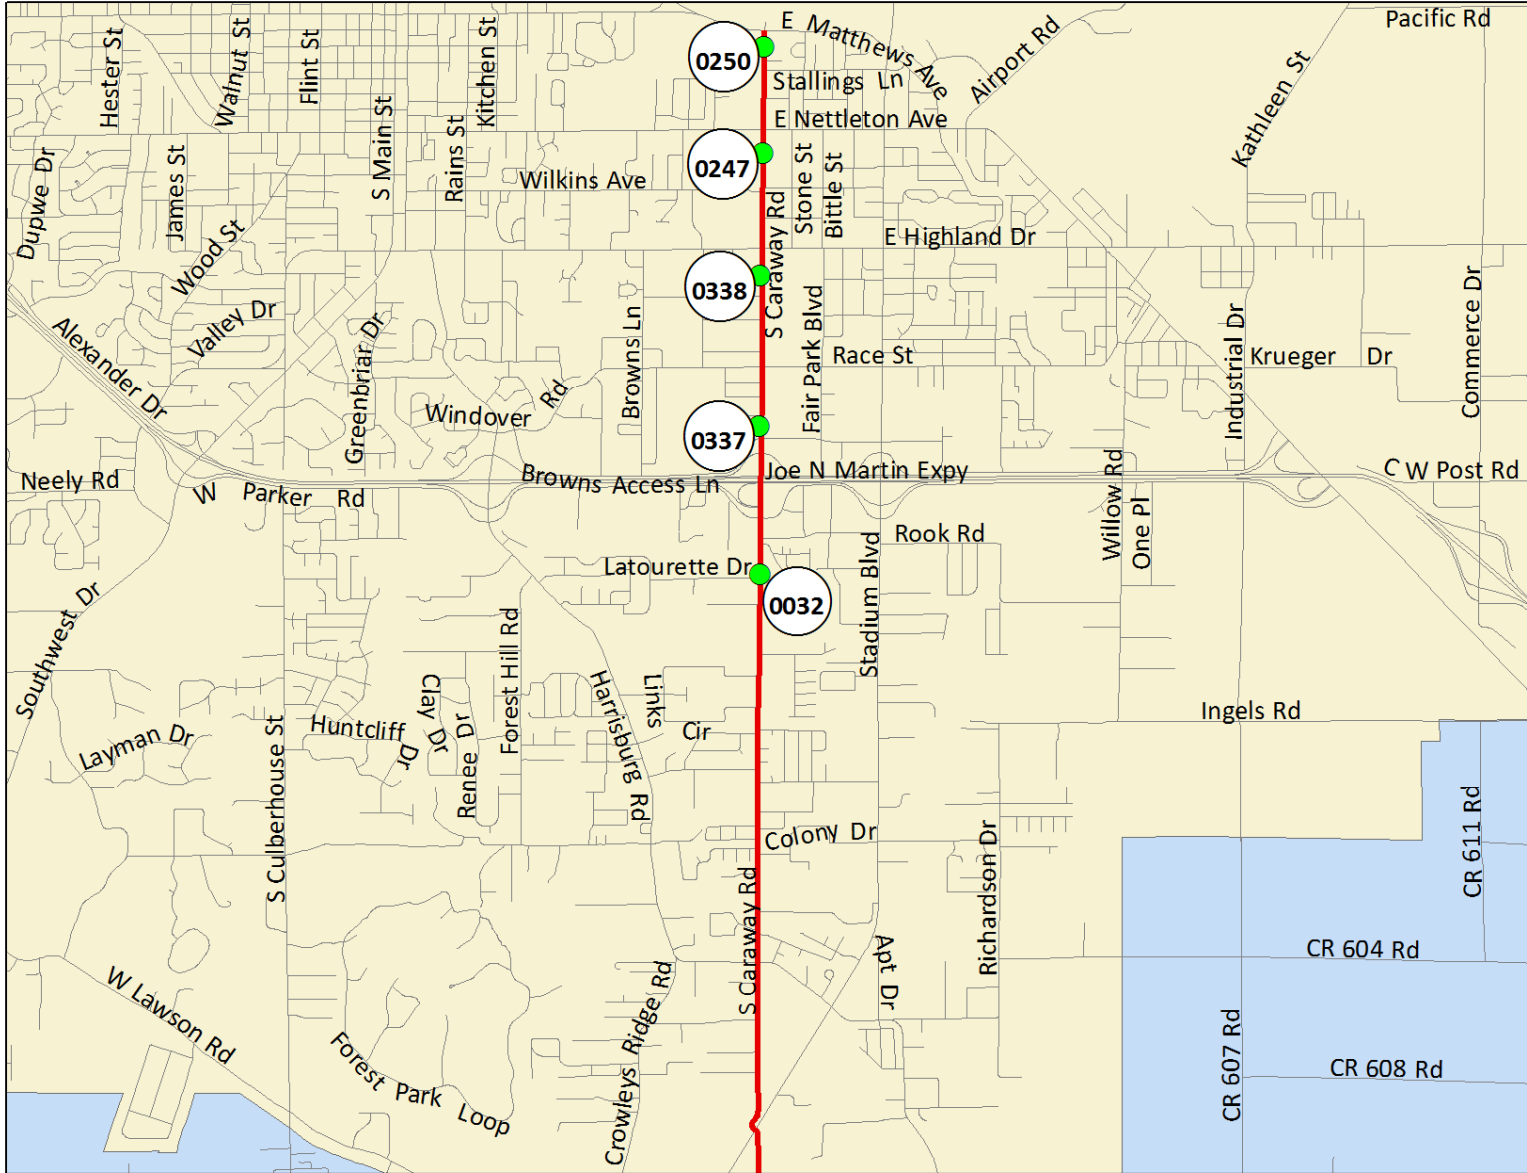 Pacific Rd
E Matthews Ave
Airport Rd
Hester St
Walnut St
Flint St
Kitchen St
0250
Stallings Ln
Kathleen St
E Nettleton Ave
S Main St
Rains St
0247
Stone St
Bittle St
Dupwe Dr
James St
Wilkins Ave
Wood St
S Caraway Rd
E Highland Dr
0338
Valley Dr
Alexander Dr
Greenbriar Dr
Browns Ln
Fair Park Blvd
Race St
Industrial Dr
Krueger Dr
Commerce Dr
Windover Rd
0337
Neely Rd
W Parker Rd
Browns Access Ln
Joe N Martin Expy
C W Post Rd
Willow Rd
One Pl
Rook Rd
Latourette Dr
0032
Stadium Blvd
Southwest Dr
Forest Hill Rd
Harrisburg Rd
Links Cir
Clay Dr
Renee Dr
Huntcliff Dr
Layman Dr
S Culberhouse St
Ingels Rd
Colony Dr
Richardson Dr
CR 611 Rd
S Caraway Rd
Apt Dr
CR 604 Rd
W Lawson Rd
Crowleys Ridge Rd
Forest Park Loop
CR 607 Rd
CR 608 Rd